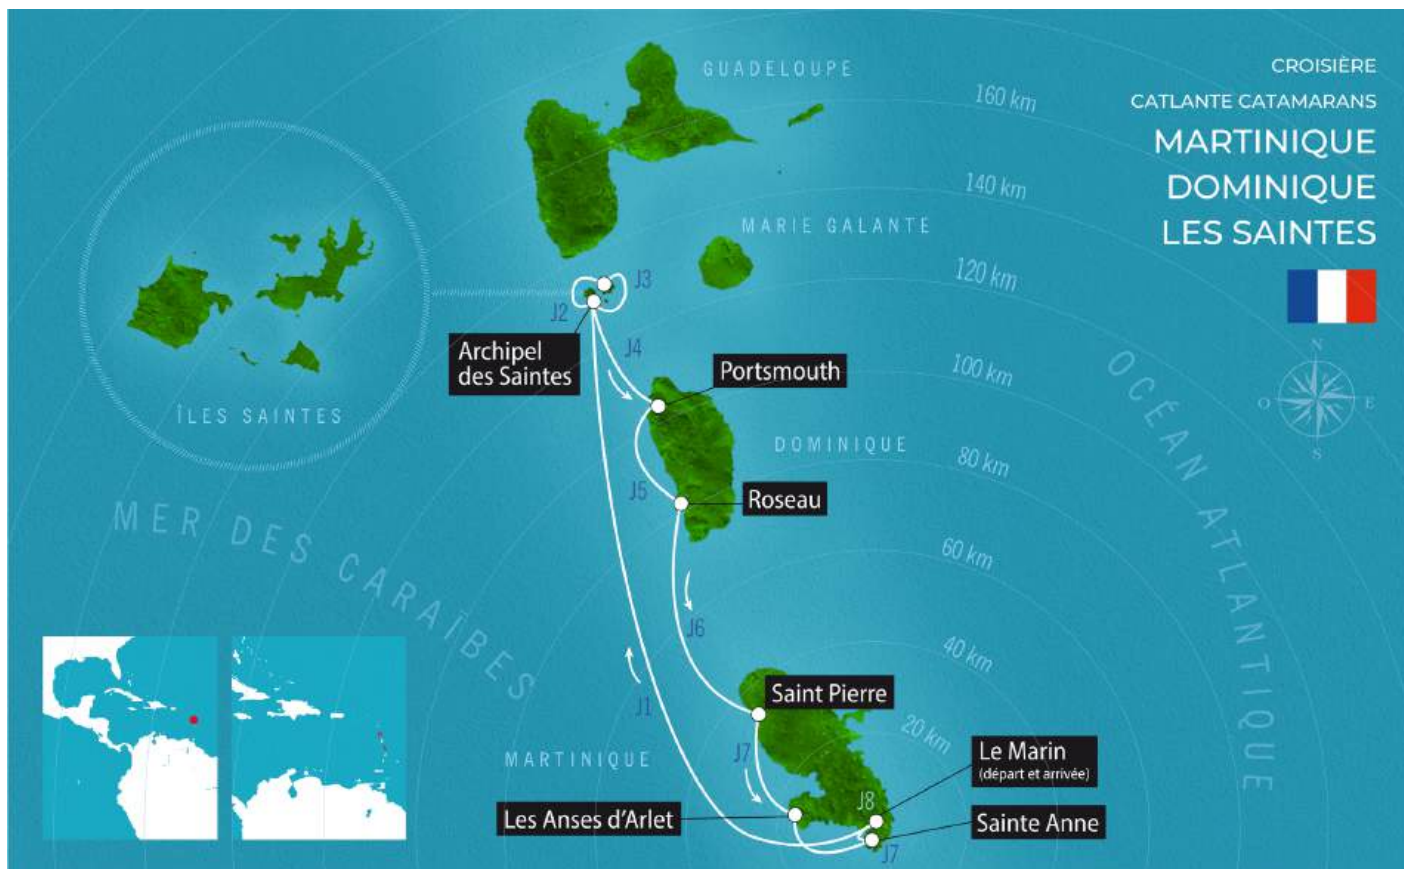 GUADELOUPE
160 km
CROISIÈRE
CATLANTE CATAMARANS
MARTINIQUE
DOMINIQUE
LES SAINTES
140 km
MARIE GALANTE
120 km
J3
J2
Archipel
des Saintes
J4
Portsmouth
100 km
N
O
E
S
ÎLES SAINTES
DOMINIQUE
80 km
J5
Roseau
OCÉAN ATLANTIQUE
MER DES CARAÏBES
60 km
J6
40 km
J1
Saint Pierre
20 km
MARTINIQUE
J7
Le Marin
(départ et arrivée)
Les Anses d'Arlet
J8
Sainte Anne
J7